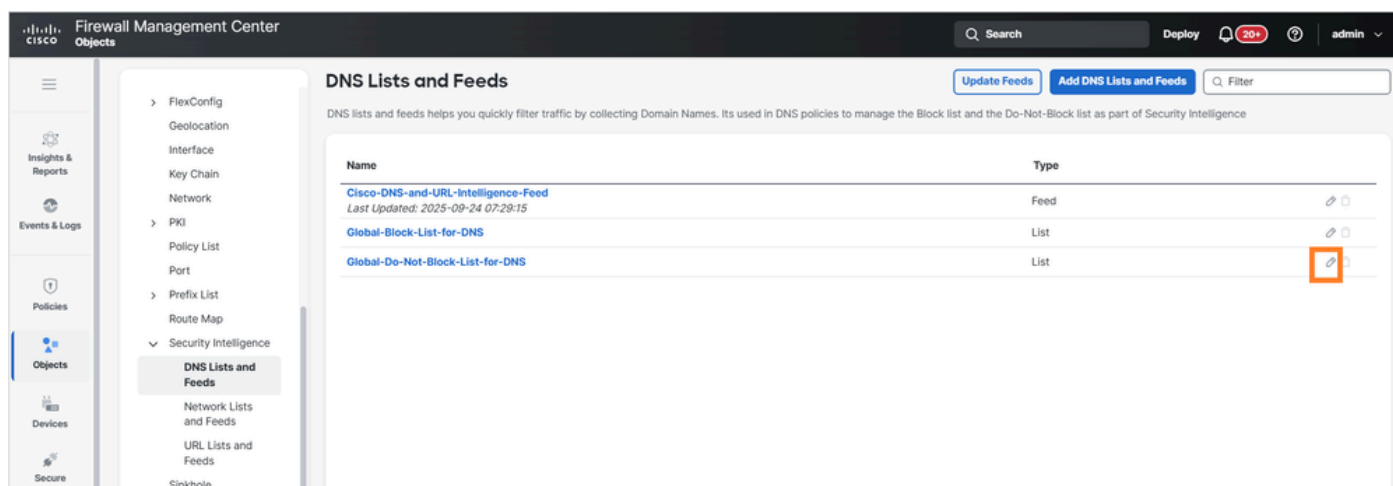 CISCO
Firewall Management Center
Objects
Search
Deploy
20+
admin
Insights &
Reports
Events & Logs
Policies
Objects
Devices
Secure
FlexConfig
Geolocation
Interface
Key Chain
Network
PKI
Policy List
Port
Prefix List
Route Map
Security Intelligence
DNS Lists and
Feeds
Network Lists
and Feeds
URL Lists and
Feeds
Sinkhole
DNS Lists and Feeds
Update Feeds
Add DNS Lists and Feeds
Filter
DNS lists and feeds helps you quickly filter traffic by collecting Domain Names. Its used in DNS policies to manage the Block list and the Do-Not-Block list as part of Security Intelligence
Name Type
Cisco-DNS-and-URL-Intelligence-Feed Feed
Last Updated: 2025-09-24 07:29:15
Global-Block-List-for-DNS List
Global-Do-Not-Block-List-for-DNS List